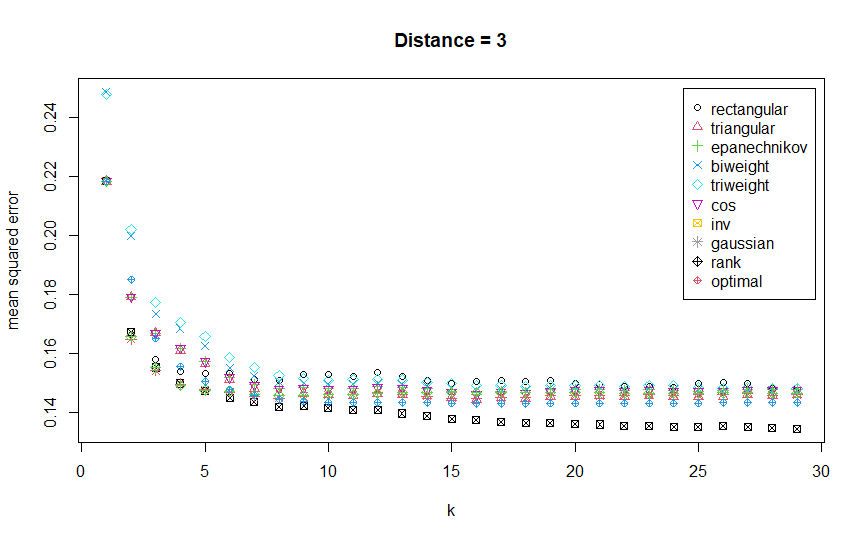 Distance = 3
mean squared error
0.24
0.22
0.20
0.18
0.16
0.14
0
5
10
15
20
25
30
k
rectangular
triangular
epanechnikov
biweight
triweight
cos
inv
gaussian
rank
optimal